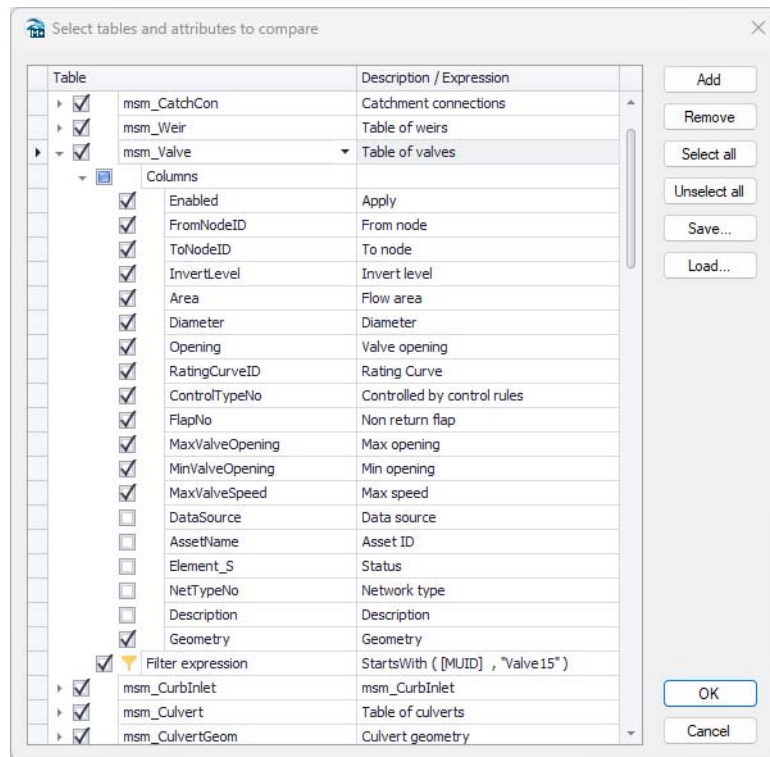 Select tables and attributes to compare
Table Description / Expression
msm_CatchCon Catchment connections
msm_Weir Table of weirs
msm_Valve Table of valves
Columns
Enabled Apply
FromNodeID From node
ToNodeID To node
InvertLevel Invert level
Area Flow area
Diameter Diameter
Opening Valve opening
RatingCurveID Rating Curve
ControlTypeNo Controlled by control rules
FlapNo Non return flap
MaxValveOpening Max opening
MinValveOpening Min opening
MaxValveSpeed Max speed
DataSource Data source
AssetName Asset ID
Element_S Status
NetTypeNo Network type
Description Description
Geometry Geometry
Filter expression StartsWith ( [MUID] , "Valve15" )
msm_CurbInlet msm_CurbInlet
msm_Culvert Table of culverts
msm_CulvertGeom Culvert geometry
Add
Remove
Select all
Unselect all
Save...
Load...
OK
Cancel